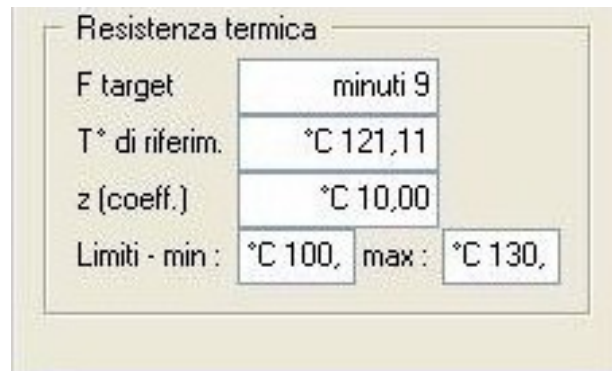 Resistenza termica
F target minuti 9
T° di riferim. °C 121,11
z (coeff.) °C 10,00
Limiti - min : °C 100, max : °C 130,